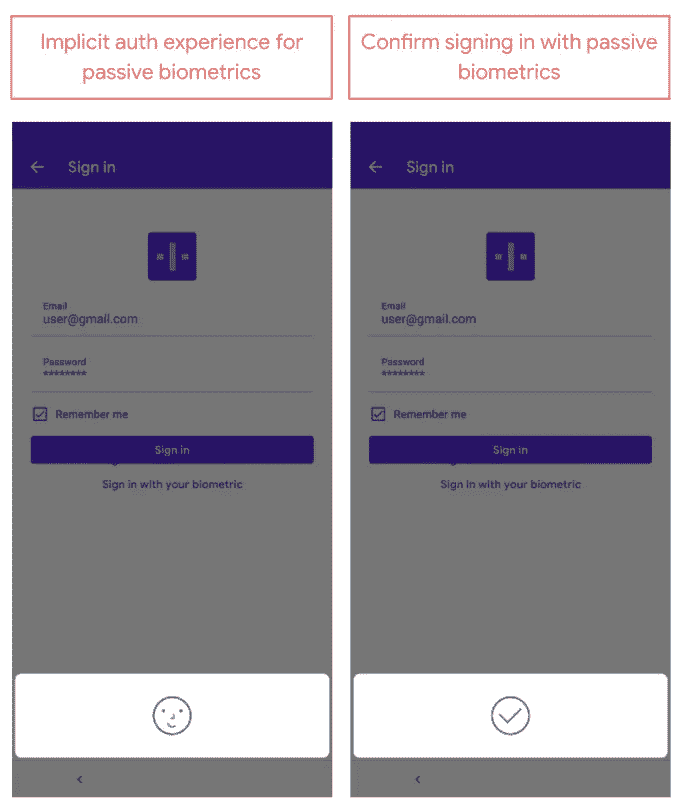 Implicit auth experience for
passive biometrics
Confirm signing in with passive
biometrics
Sign in
Email
user@gmail.com
Password
********
Remember me
Sign in
Sign in with your biometric
Sign in
Email
user@gmail.com
Password
********
Remember me
Sign in
Sign in with your biometric